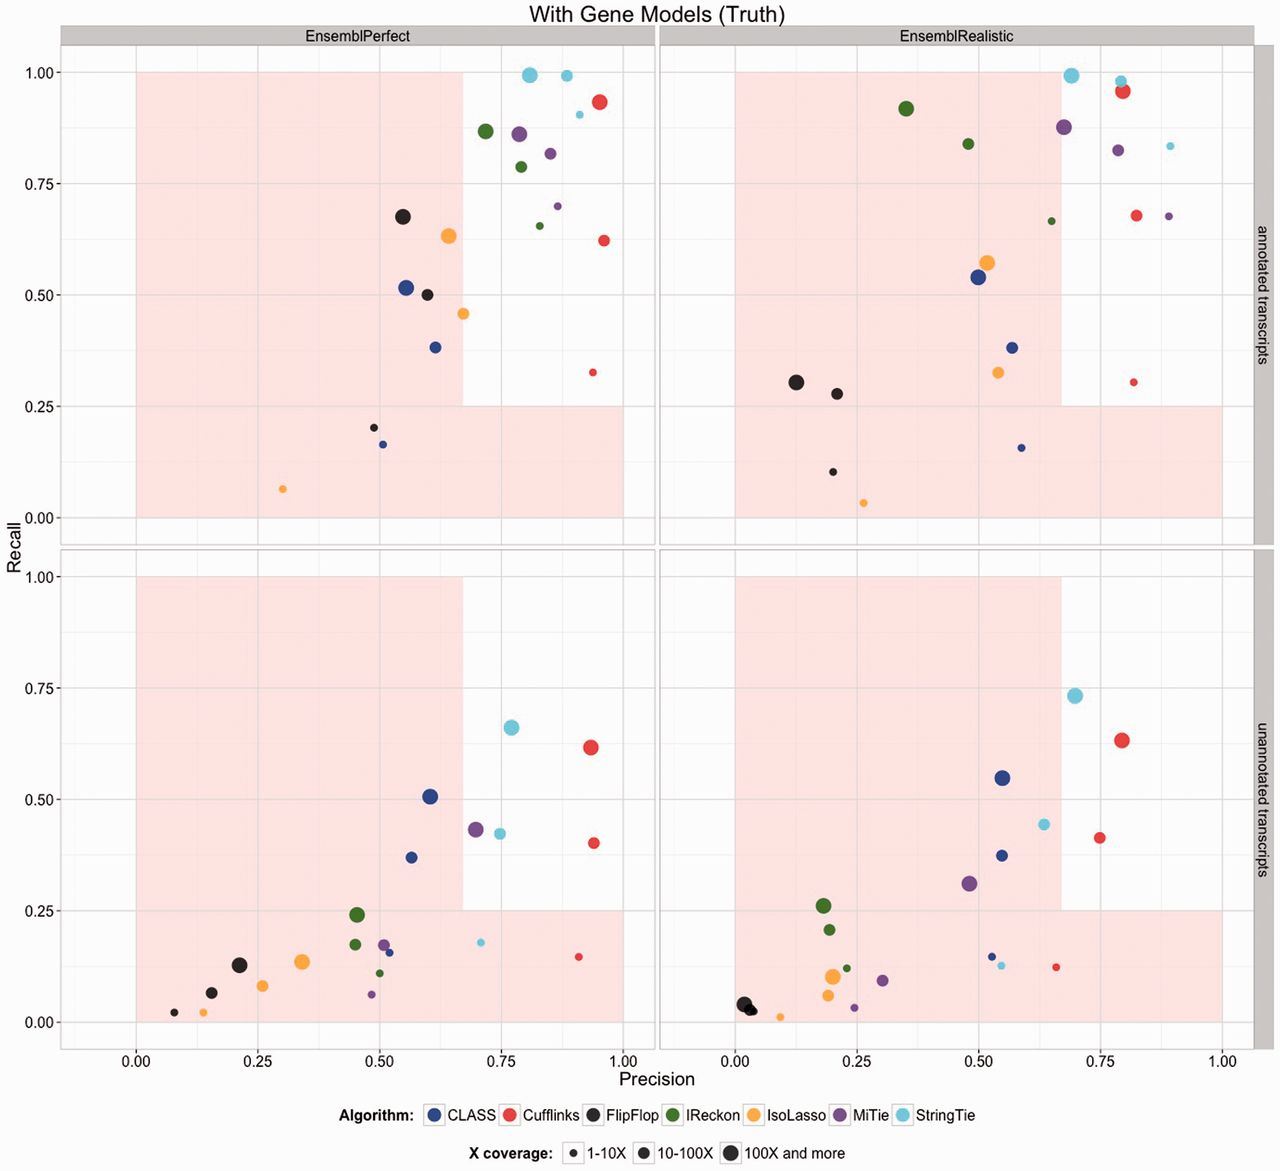 With Gene Models (Truth)
EnsemblPerfect
EnsemblRealistic
1.00
0.75
0.50
0.25
0.00
annotated transcripts
Recall
1.00
0.75
0.50
0.25
0.00
unannotated transcripts
0.00 0.25 0.50 0.75 1.00 0.00 0.25 0.50 0.75 1.00
Precision
Algorithm: CLASS Cufflinks FlipFlop IReckon IsoLasso MiTie StringTie
X coverage: 1-10X 10-100X 100X and more